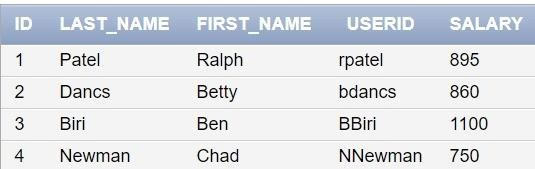 ID LAST_NAME FIRST_NAME USERID SALARY
1 Patel Ralph rpatel 895
2 Dancs Betty bdancs 860
3 Biri Ben BBiri 1100
4 Newman Chad NNewman 750